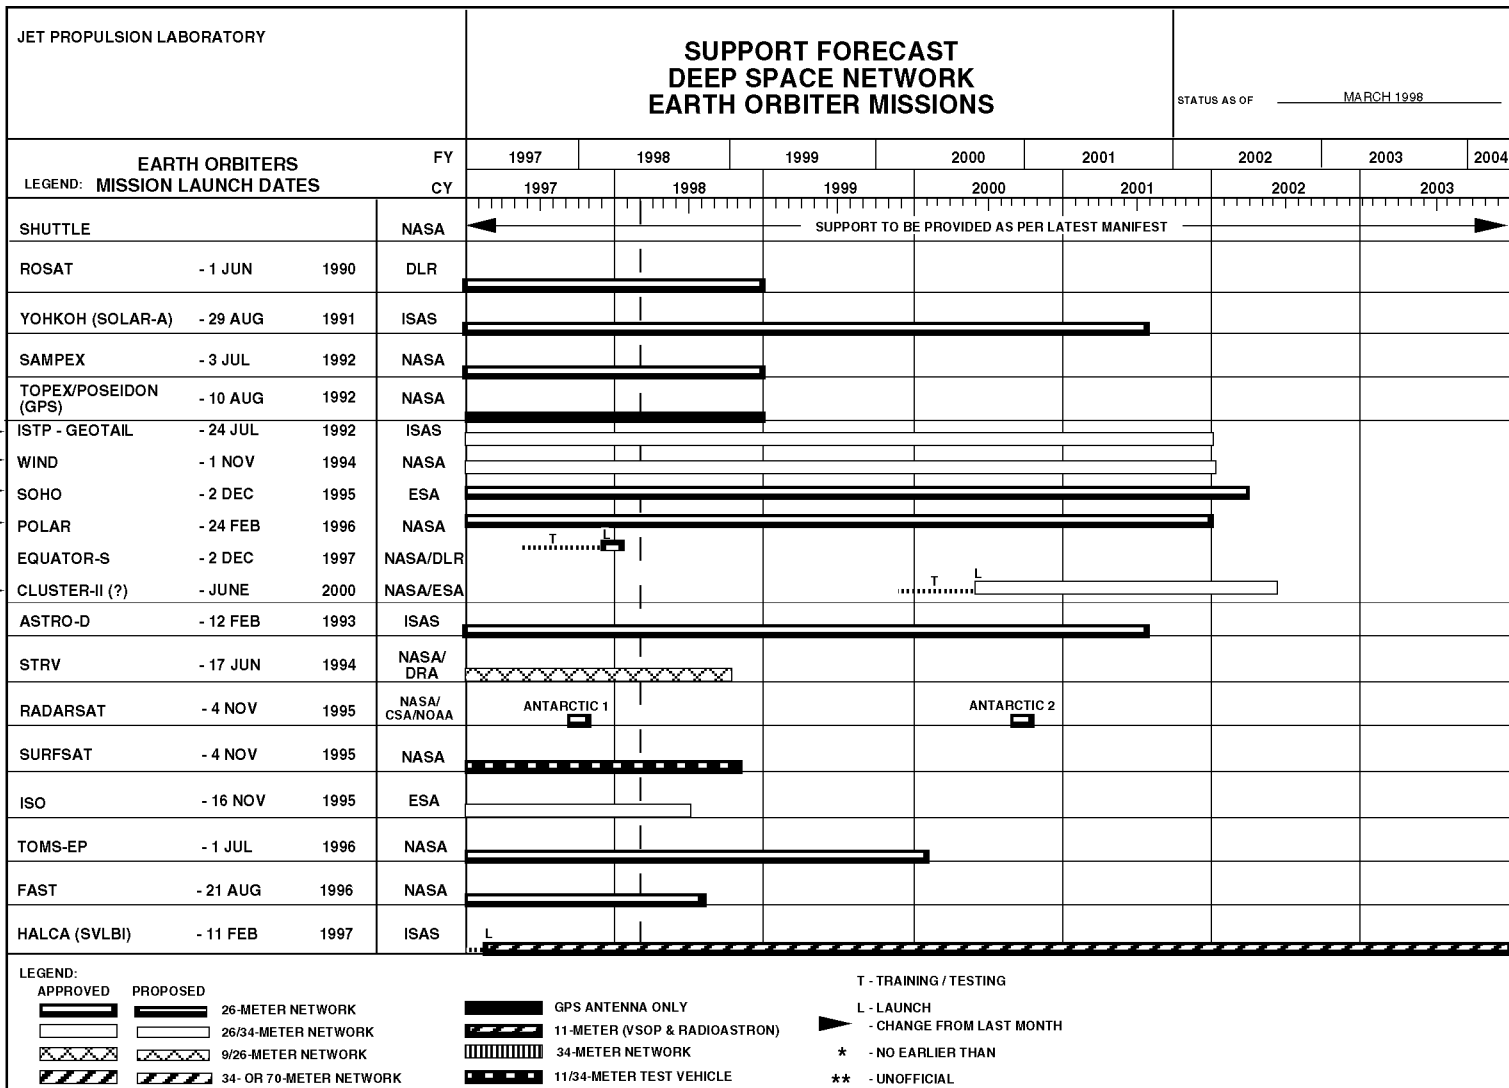 JET PROPULSION LABORATORY
SUPPORT FORECAST
DEEP SPACE NETWORK
EARTH ORBITER MISSIONS
STATUS AS OF MARCH 1998
EARTH ORBITERS
LEGEND: MISSION LAUNCH DATES
FY 1997 1998 1999 2000 2001 2002 2003 2004
CY 1997 1998 1999 2000 2001 2002 2003
SHUTTLE NASA SUPPORT TO BE PROVIDED AS PER LATEST MANIFEST
ROSAT - 1 JUN 1990 DLR
YOHKOH (SOLAR-A) - 29 AUG 1991 ISAS
SAMPEX - 3 JUL 1992 NASA
TOPEX/POSEIDON
(GPS) - 10 AUG 1992 NASA
ISTP - GEOTAIL - 24 JUL 1992 ISAS
WIND - 1 NOV 1994 NASA
SOHO - 2 DEC 1995 ESA
POLAR - 24 FEB 1996 NASA
T L
EQUATOR-S - 2 DEC 1997 NASA/DLR
T L
CLUSTER-II (?) - JUNE 2000 NASA/ESA
ASTRO-D - 12 FEB 1993 ISAS
STRV - 17 JUN 1994 NASA/
DRA
RADARSAT - 4 NOV 1995 NASA/
CSA/NOAA
ANTARCTIC 1 ANTARCTIC 2
SURFSAT - 4 NOV 1995 NASA
ISO - 16 NOV 1995 ESA
TOMS-EP - 1 JUL 1996 NASA
FAST - 21 AUG 1996 NASA
HALCA (SVLBI) - 11 FEB 1997 ISAS L
LEGEND:
APPROVED PROPOSED
26-METER NETWORK
26/34-METER NETWORK
9/26-METER NETWORK
34- OR 70-METER NETWORK
GPS ANTENNA ONLY
11-METER (VSOP & RADIOASTRON)
34-METER NETWORK
11/34-METER TEST VEHICLE
T - TRAINING / TESTING
L - LAUNCH
- CHANGE FROM LAST MONTH
* - NO EARLIER THAN
** - UNOFFICIAL